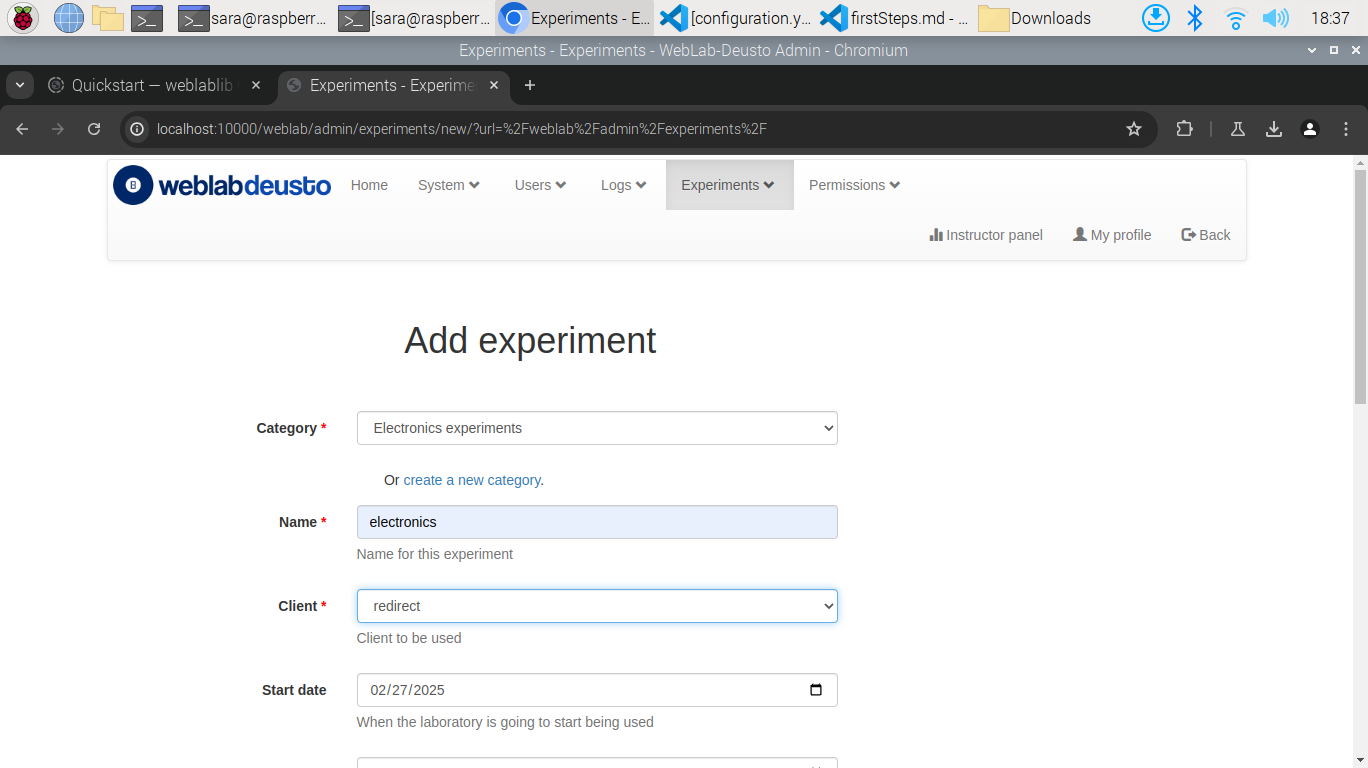 sara@raspberr... [sara@raspberr... Experiments - E... [configuration.y... firstSteps.md - ... Downloads 18:37
Experiments - Experiments - WebLab-Deusto Admin - Chromium
Quickstart — weblablib Experiments - Experime
localhost:10000/weblab/admin/experiments/new/?url=%2Fweblab%2Fadmin%2Fexperiments%2F
weblabdeusto Home System Users Logs Experiments Permissions
Instructor panel My profile Back
Add experiment
Category * Electronics experiments
Or create a new category.
Name * electronics
Name for this experiment
Client * redirect
Client to be used
Start date 02/27/2025
When the laboratory is going to start being used